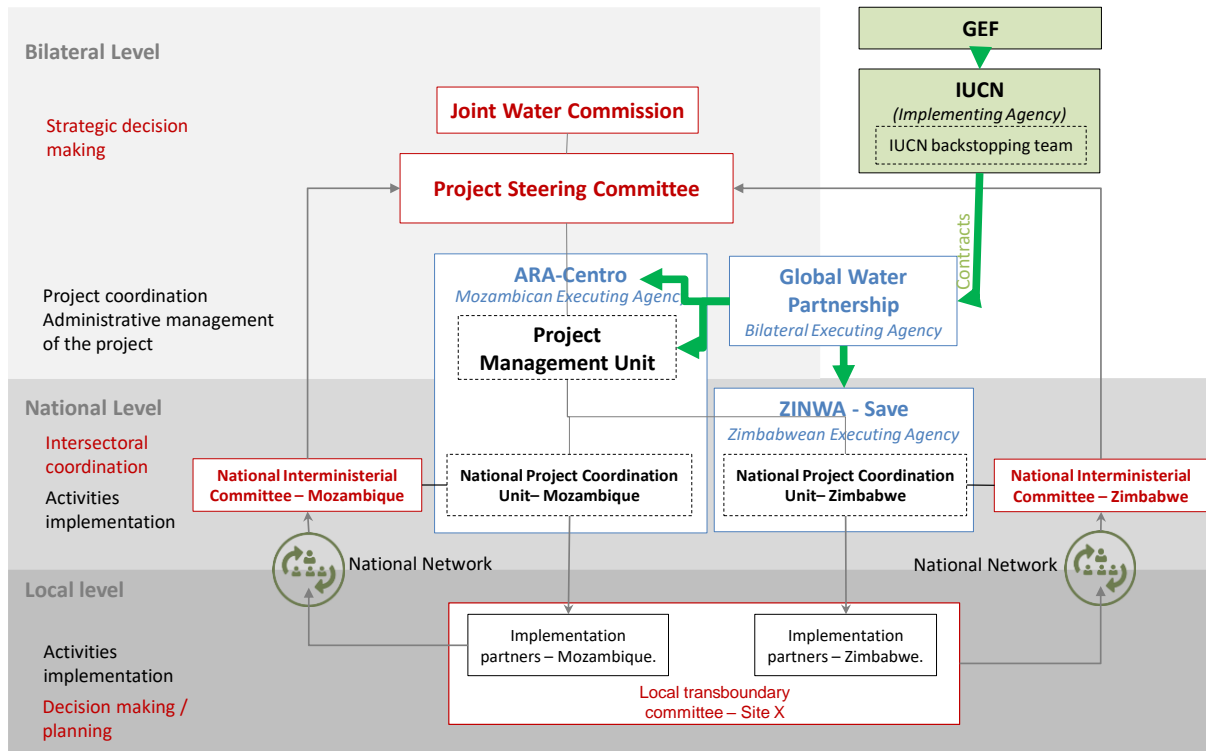 GEF
Bilateral Level
IUCN
(Implementing Agency)
IUCN backstopping team
Joint Water Commission
Strategic decision
making
Project Steering Committee
Contracts
ARA-Centro
Mozambican Executing Agency
Global Water
Partnership
Bilateral Executing Agency
Project coordination
Administrative management
of the project
Project
Management Unit
National Level
ZINWA - Save
Zimbabwean Executing Agency
Intersectoral
coordination
Activities
implementation
National Interministerial
Committee – Mozambique
National Project Coordination
Unit– Mozambique
National Project Coordination
Unit– Zimbabwe
National Interministerial
Committee – Zimbabwe
National Network
National Network
Local level
Activities
implementation
Decision making /
planning
Implementation
partners – Mozambique.
Implementation
partners – Zimbabwe.
Local transboundary
committee – Site X